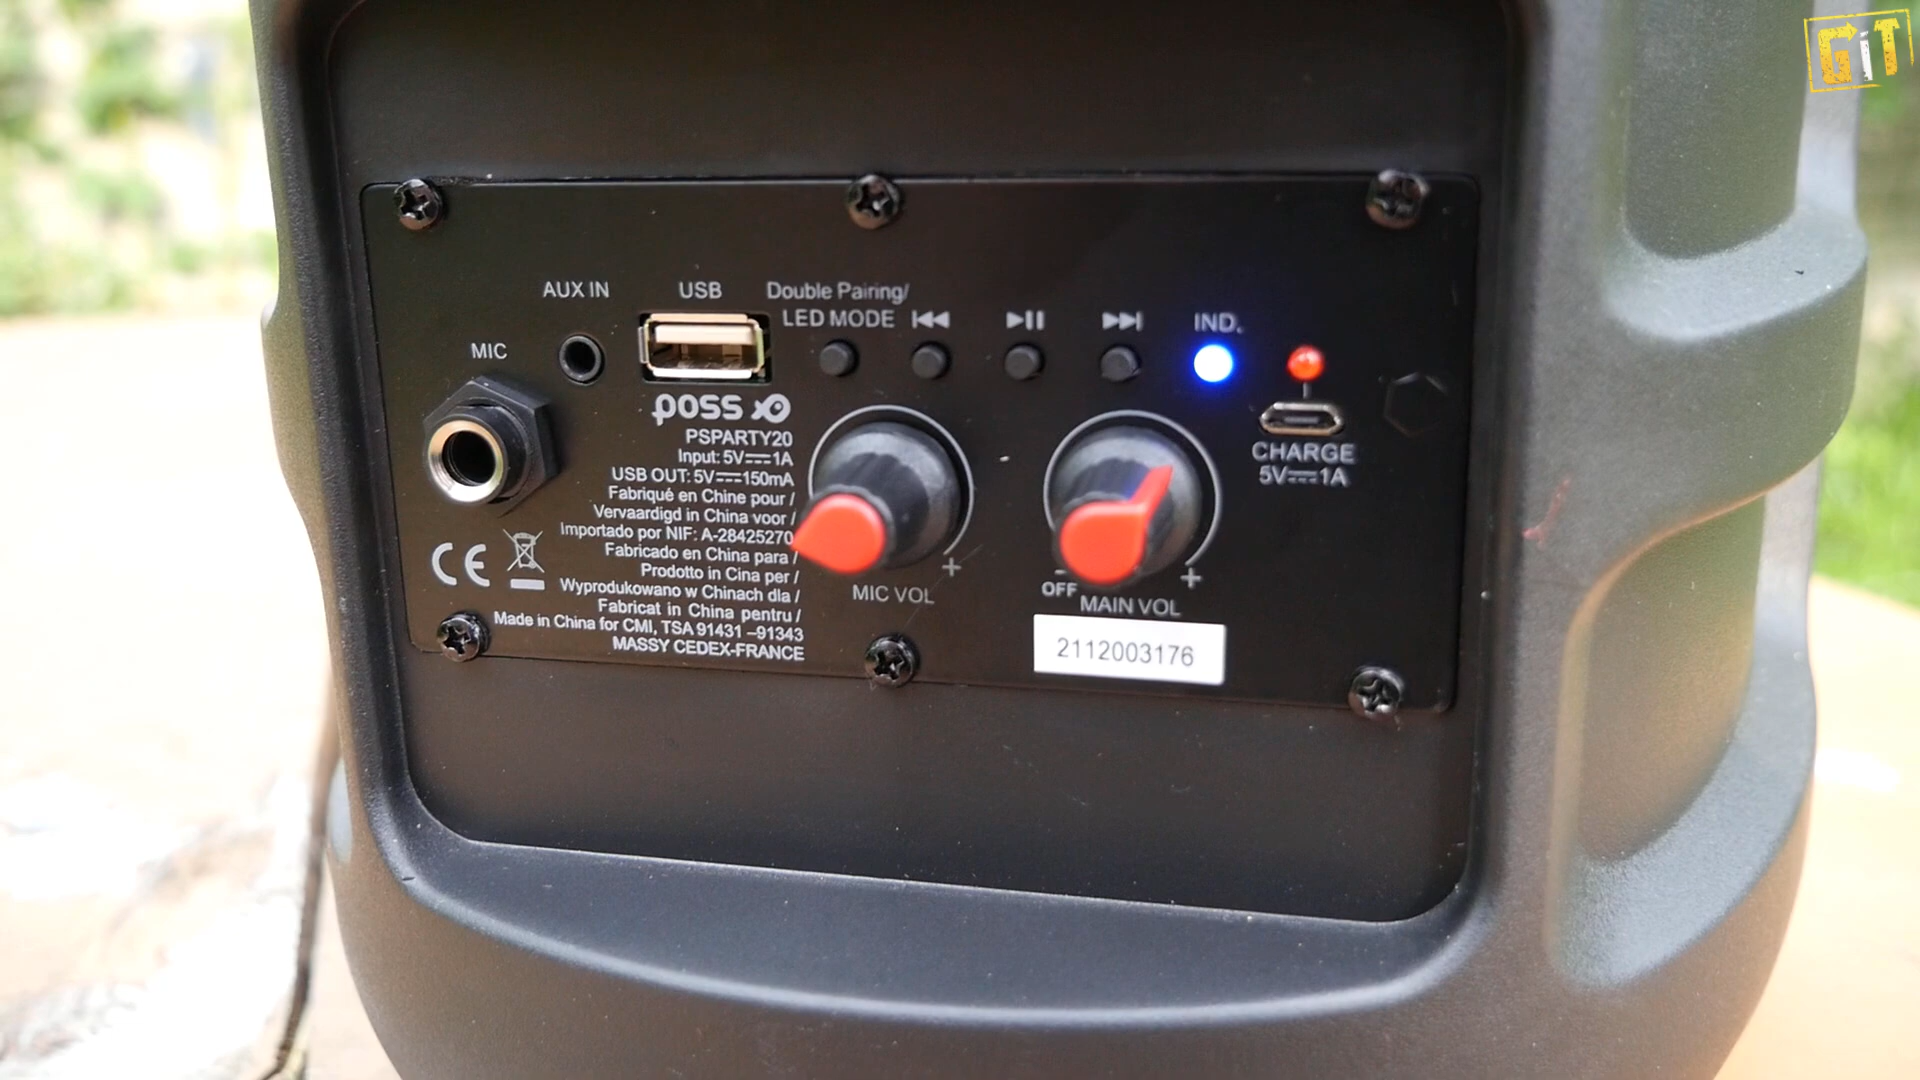 GiT
AUX IN
USB
Double Pairing/
LED MODE
IND.
MIC
poss
PSPARTY20
Input: 5V⎓1A
USB OUT: 5V⎓150mA
Fabriqué en Chine pour /
Vervaardigd in China voor /
Importado por NIF: A-28425270
Fabricado en China para /
Prodotto in Cina per /
Wyprodukowano w Chinach dla /
Fabricat in China pentru /
Made in China for CMI, TSA 91431 –91343
MASSY CEDEX-FRANCE
CE
+
MIC VOL
- +
OFF
MAIN VOL
CHARGE
5V⎓1A
2112003176